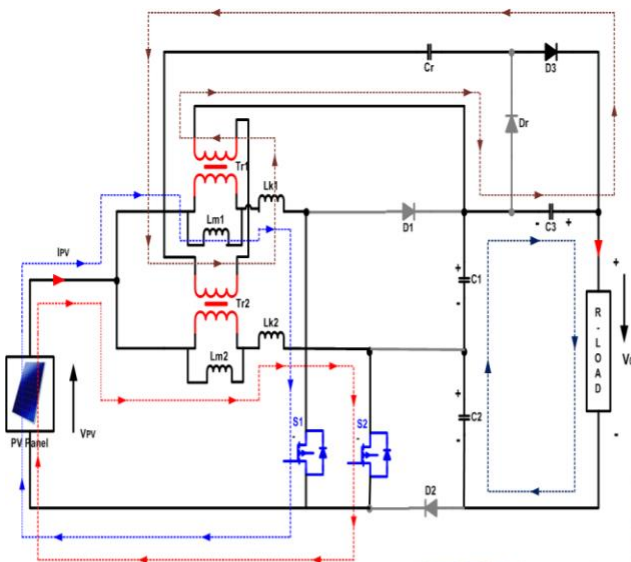 Cr
D3
Dr
Tr1
Lk1
Lm1
D1
- C3 +
IPV
+
C1
-
Tr2
Lk2
Lm2
+
R-LOAD
+
C2
-
VPV
PV Panel
S1
S2
D2
-